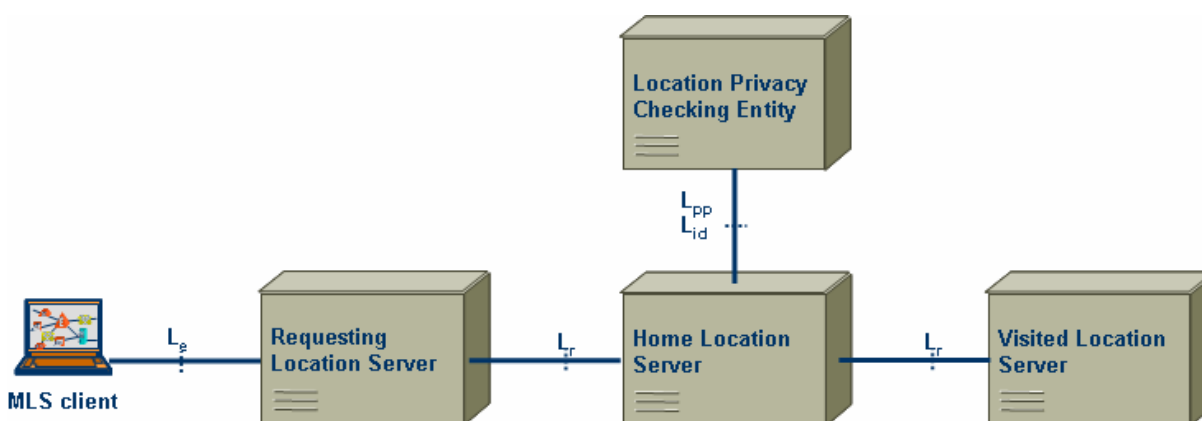 Location Privacy
Checking Entity
Lpp
Lid
Le
Requesting
Location Server
Lr
Home Location
Server
Lr
Visited Location
Server
MLS client